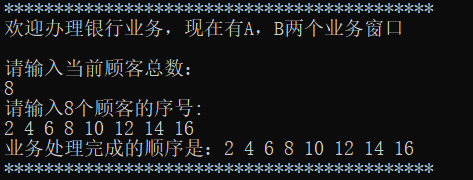 *******************************************
欢迎办理银行业务，现在有A，B两个业务窗口
请输入当前顾客总数：
8
请输入8个顾客的序号:
2 4 6 8 10 12 14 16
业务处理完成的顺序是：2 4 6 8 10 12 14 16
*******************************************